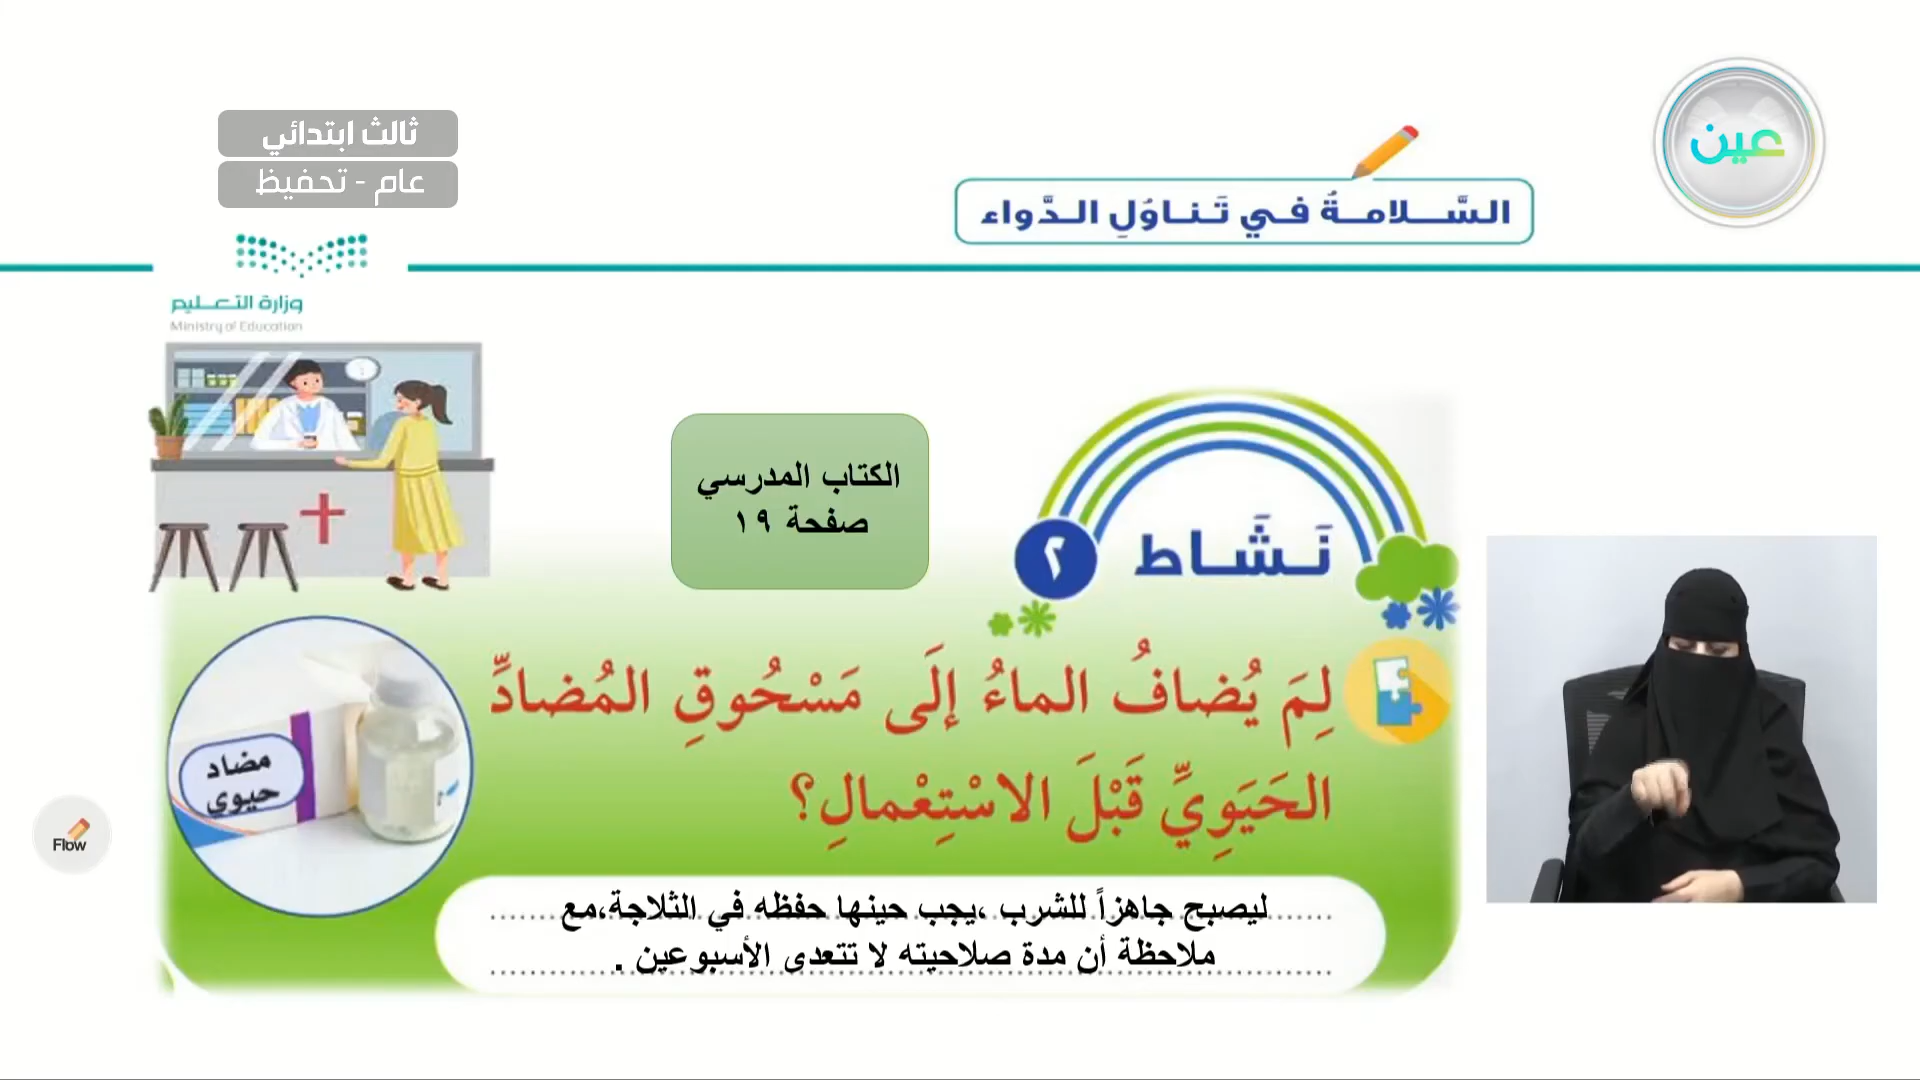 ثالث ابتدائي
عام - تحفيظ
عين
السَّلامةُ في تَناوُلِ الدَّواء
وزارة التعليم
Ministry of Education
الكتاب المدرسي
صفحة ١٩
نَشَاط ٢
لِمَ يُضافُ الماءُ إلَى مَسْحُوقِ المُضادِّ
الحَيَوِيِّ قَبْلَ الاسْتِعْمالِ؟
مضاد
حيوي
Flow
ليصبح جاهزاً للشرب ،يجب حينها حفظه في الثلاجة،مع
ملاحظة أن مدة صلاحيته لا تتعدى الأسبوعين .